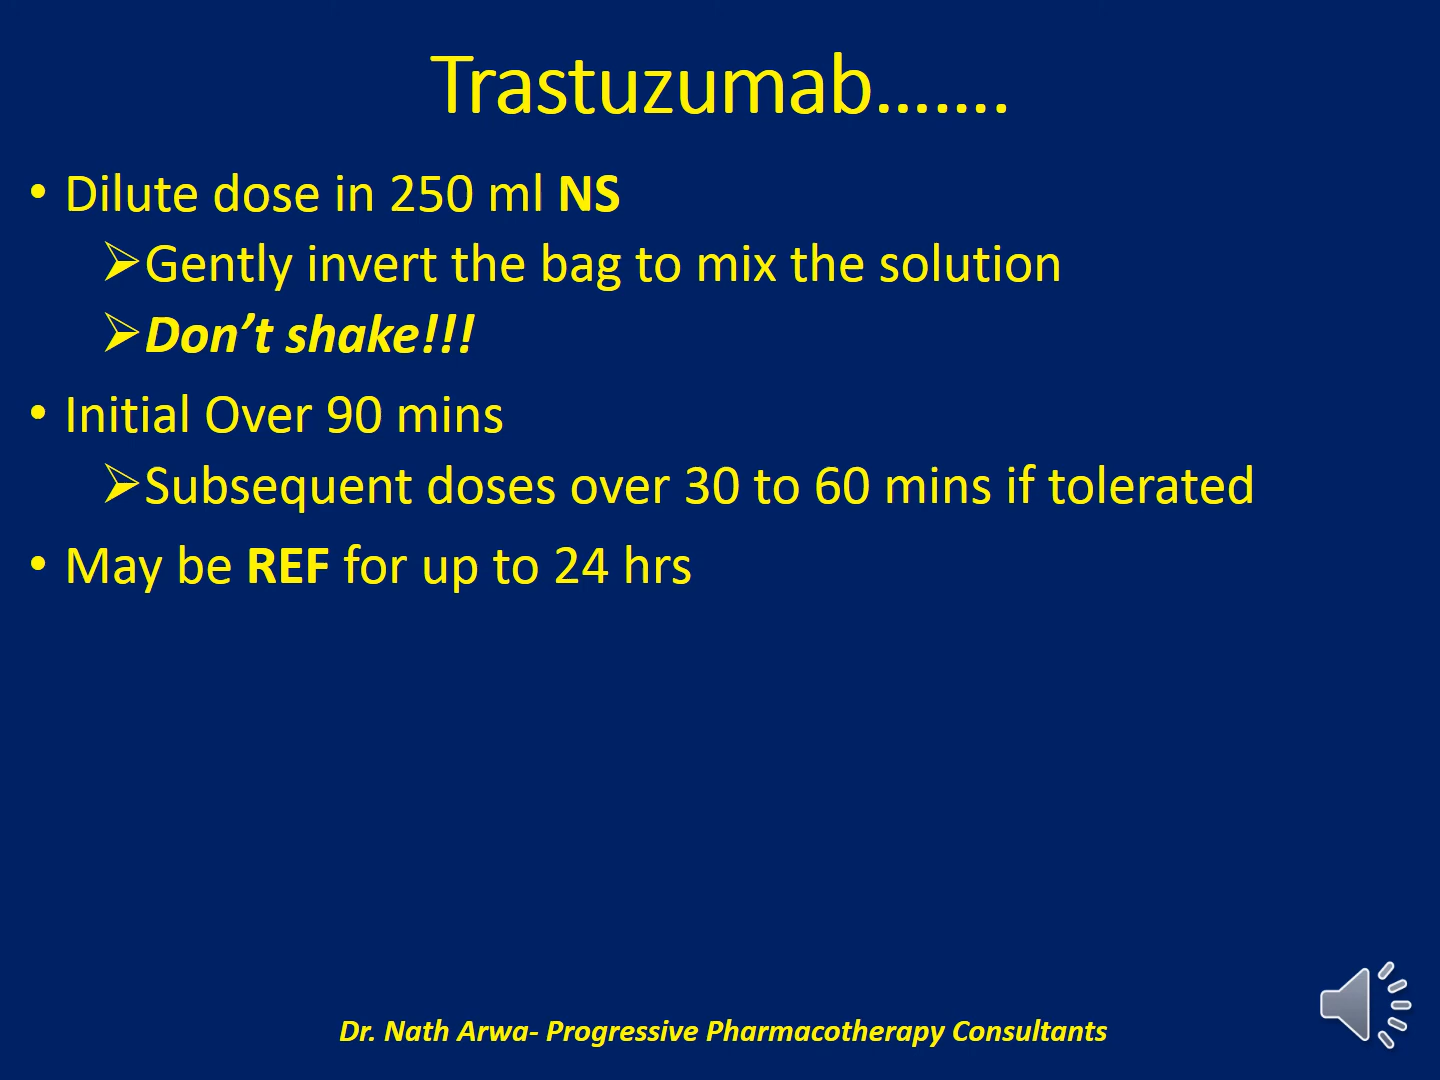 Trastuzumab.......
• Dilute dose in 250 ml NS
➢Gently invert the bag to mix the solution
➢Don’t shake!!!
• Initial Over 90 mins
➢Subsequent doses over 30 to 60 mins if tolerated
• May be REF for up to 24 hrs
Dr. Nath Arwa- Progressive Pharmacotherapy Consultants